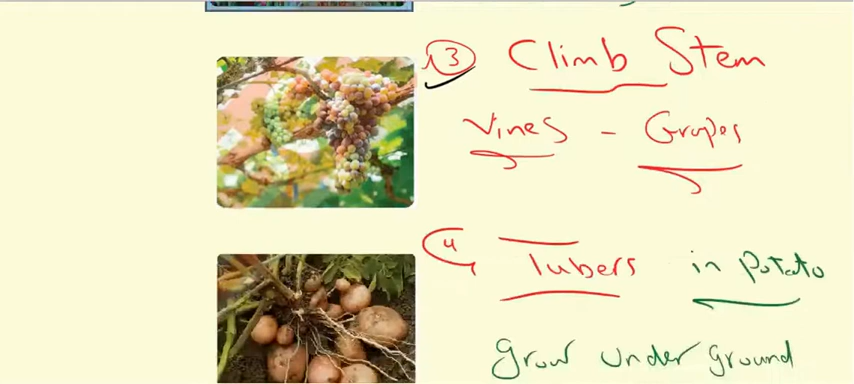 3 Climb Stem
Vines - Grapes
4 Tubers in potato
Grow under ground